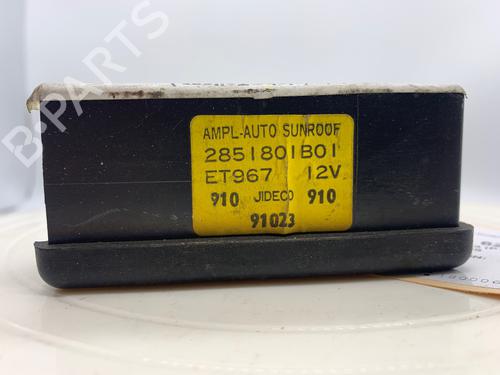 AMPL-AUTO SUNROOF
2851801B01
ET967 12V
910 JIDECO 910
91023
B-PARTS